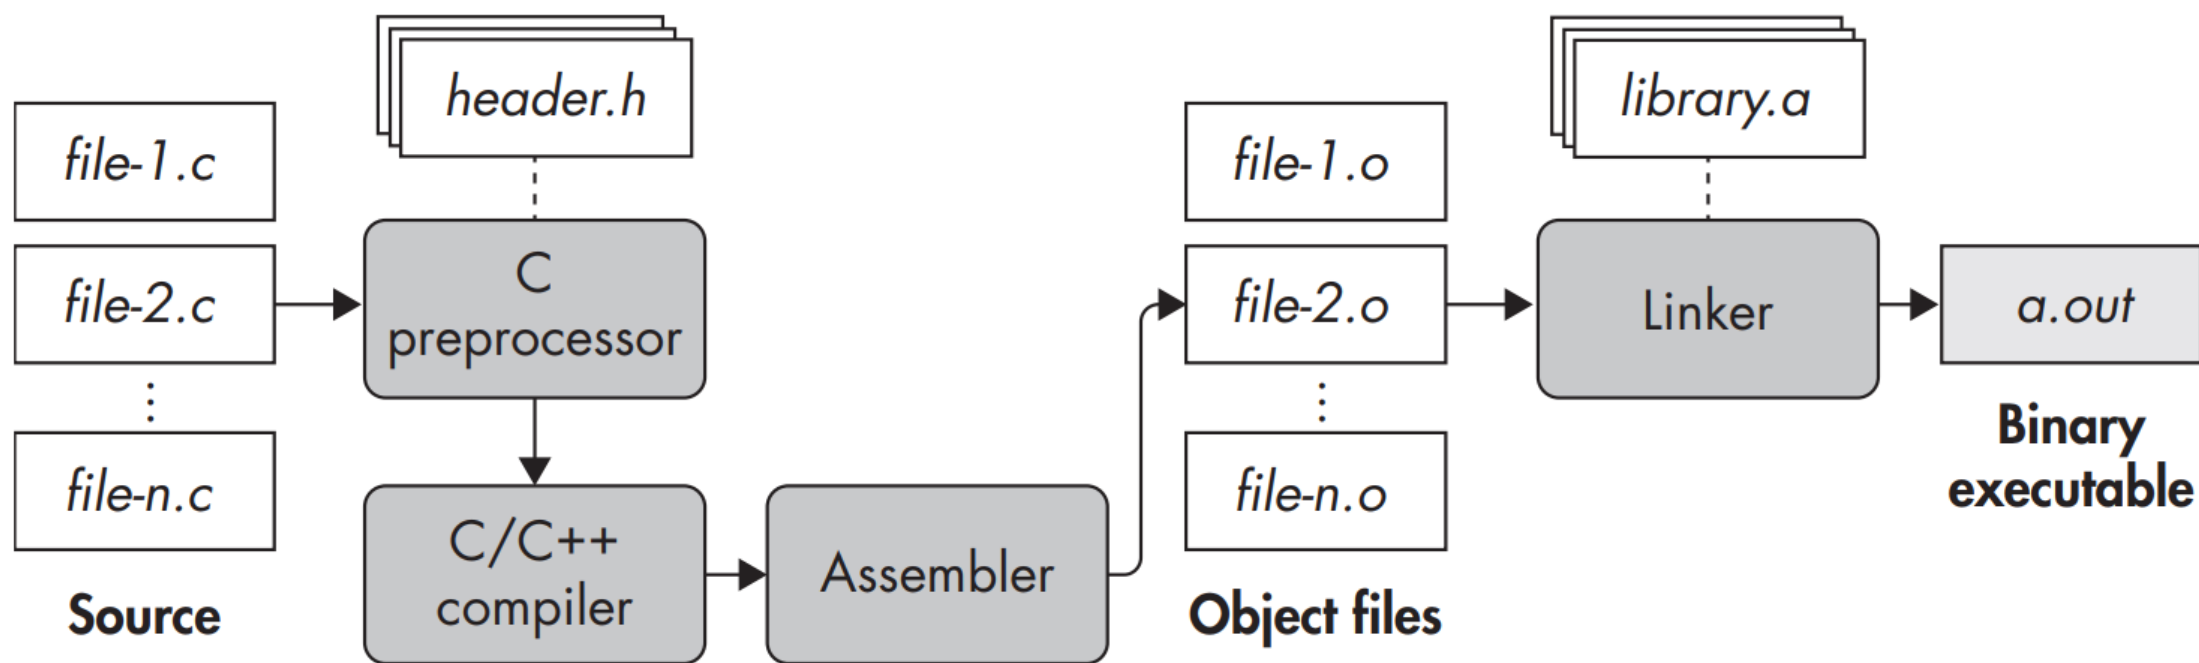 file-1.c
file-2.c
⋮
file-n.c
Source
header.h
C
preprocessor
C/C++
compiler
Assembler
file-1.o
file-2.o
⋮
file-n.o
Object files
library.a
Linker
a.out
Binary
executable